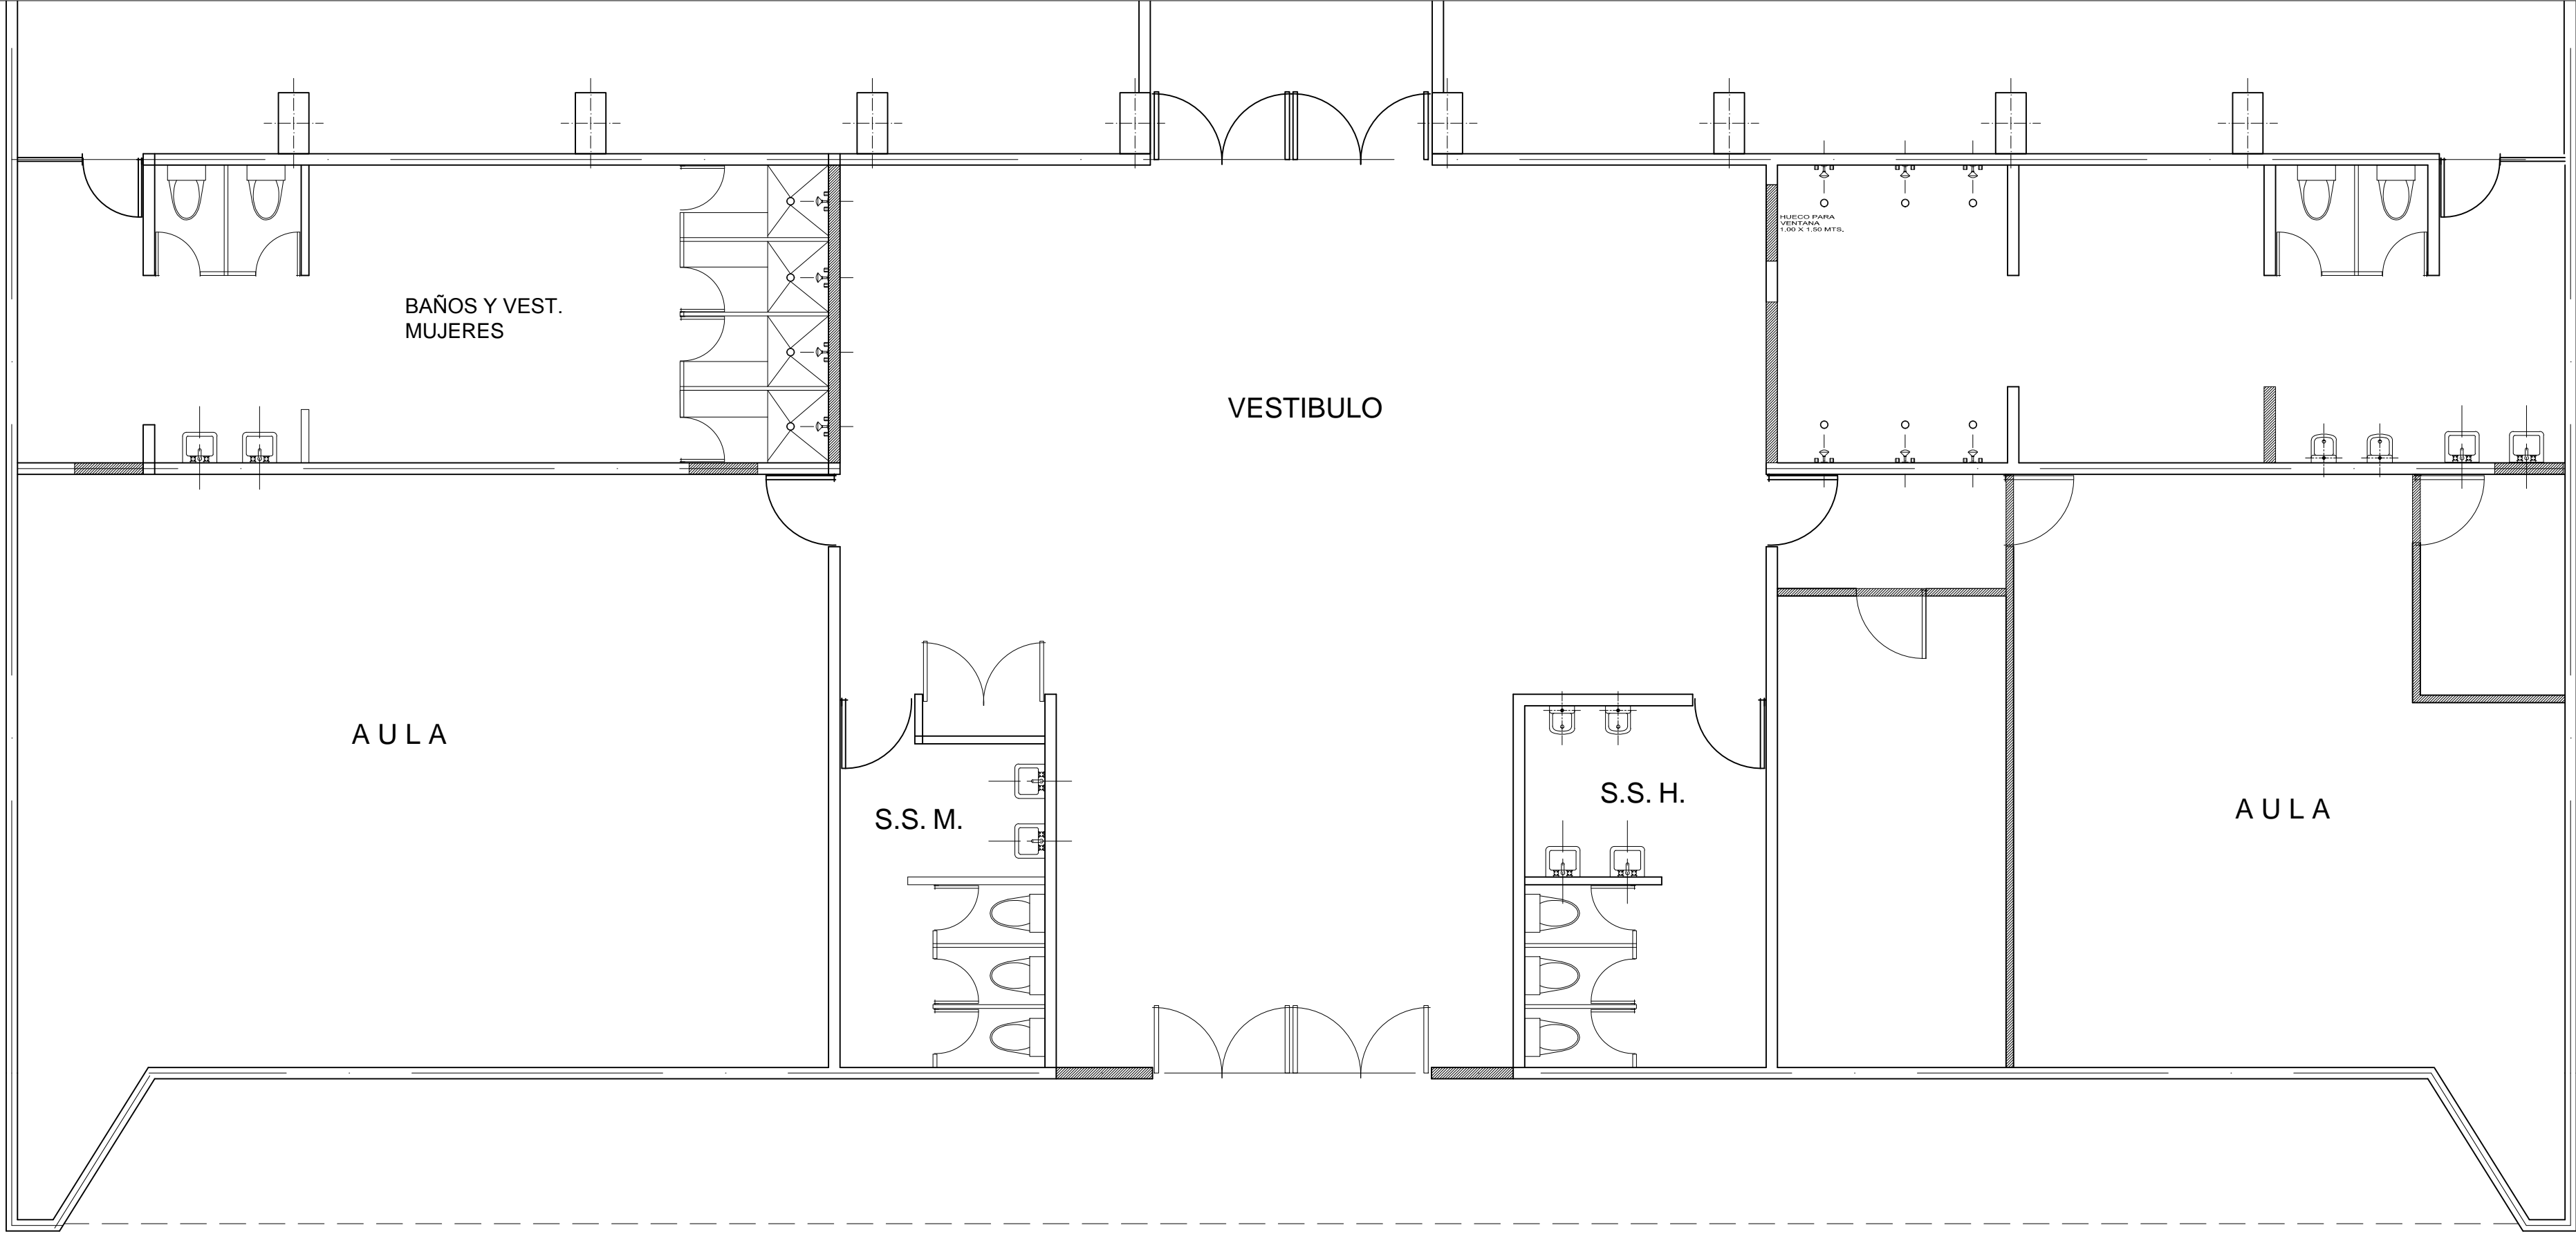 HUECO PARA
VENTANA
1.00 X 1.50 MTS.
BAÑOS Y VEST.
MUJERES
VESTIBULO
A U L A
S.S. M.
S.S. H.
A U L A